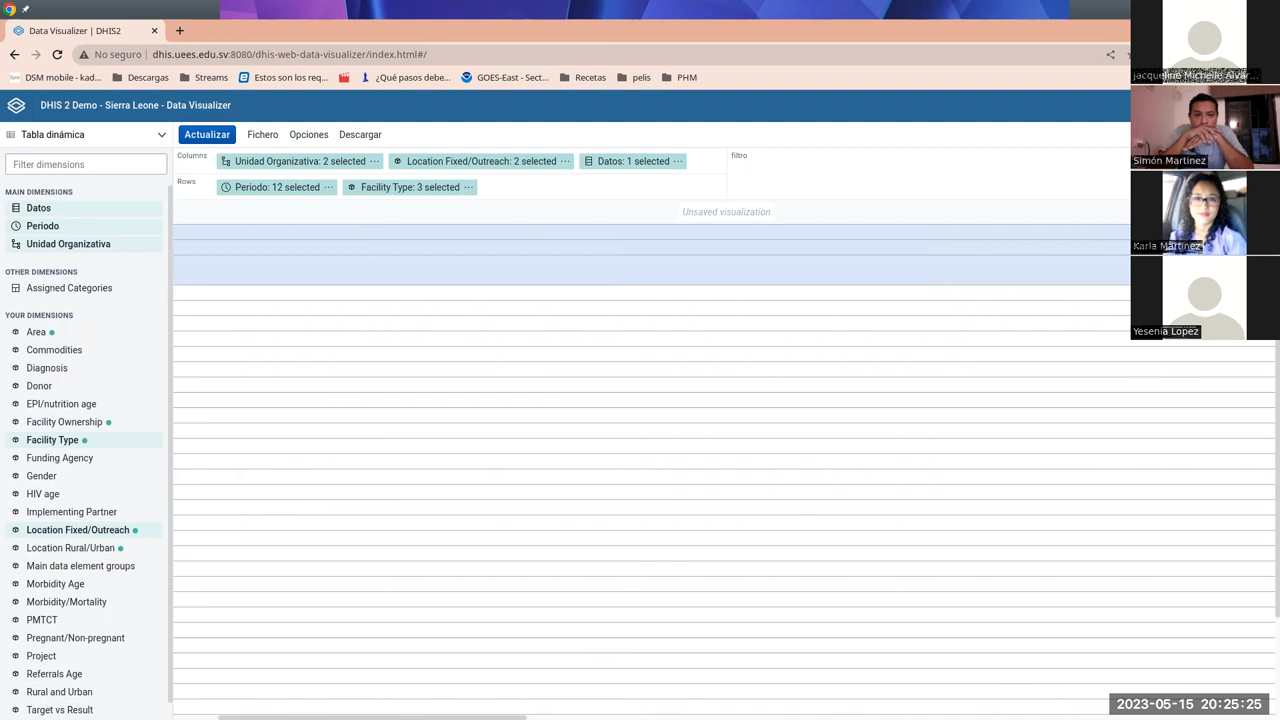 Data Visualizer | DHIS2
No seguro
dhis.uees.edu.sv:8080/dhis-web-data-visualizer/index.html#/
DSM mobile - kad...
Descargas
Streams
Estos son los req...
¿Qué pasos debe...
GOES-East - Sect...
Recetas
pelis
PHM
DHIS 2 Demo - Sierra Leone - Data Visualizer
Tabla dinámica
Actualizar
Fichero
Opciones
Descargar
Filter dimensions
MAIN DIMENSIONS
Datos
Periodo
Unidad Organizativa
OTHER DIMENSIONS
Assigned Categories
YOUR DIMENSIONS
Area
Commodities
Diagnosis
Donor
EPI/nutrition age
Facility Ownership
Facility Type
Funding Agency
Gender
HIV age
Implementing Partner
Location Fixed/Outreach
Location Rural/Urban
Main data element groups
Morbidity Age
Morbidity/Mortality
PMTCT
Pregnant/Non-pregnant
Project
Referrals Age
Rural and Urban
Target vs Result
Columns
Unidad Organizativa: 2 selected ···
Location Fixed/Outreach: 2 selected ···
Datos: 1 selected ···
filtro
Rows
Periodo: 12 selected ···
Facility Type: 3 selected ···
Unsaved visualization
jacqueline Michelle Alvar...
Simón Martinez
Karla Martinez
Yesenia Lopez
2023-05-15 20:25:25